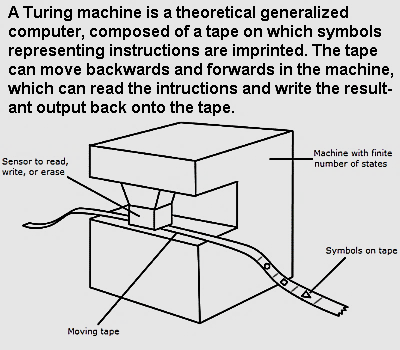 A Turing machine is a theoretical generalized
computer, composed of a tape on which symbols
representing instructions are imprinted. The tape
can move backwards and forwards in the machine,
which can read the intructions and write the result-
ant output back onto the tape.
Sensor to read,
write, or erase
Machine with finite
number of states
Symbols on tape
Moving tape